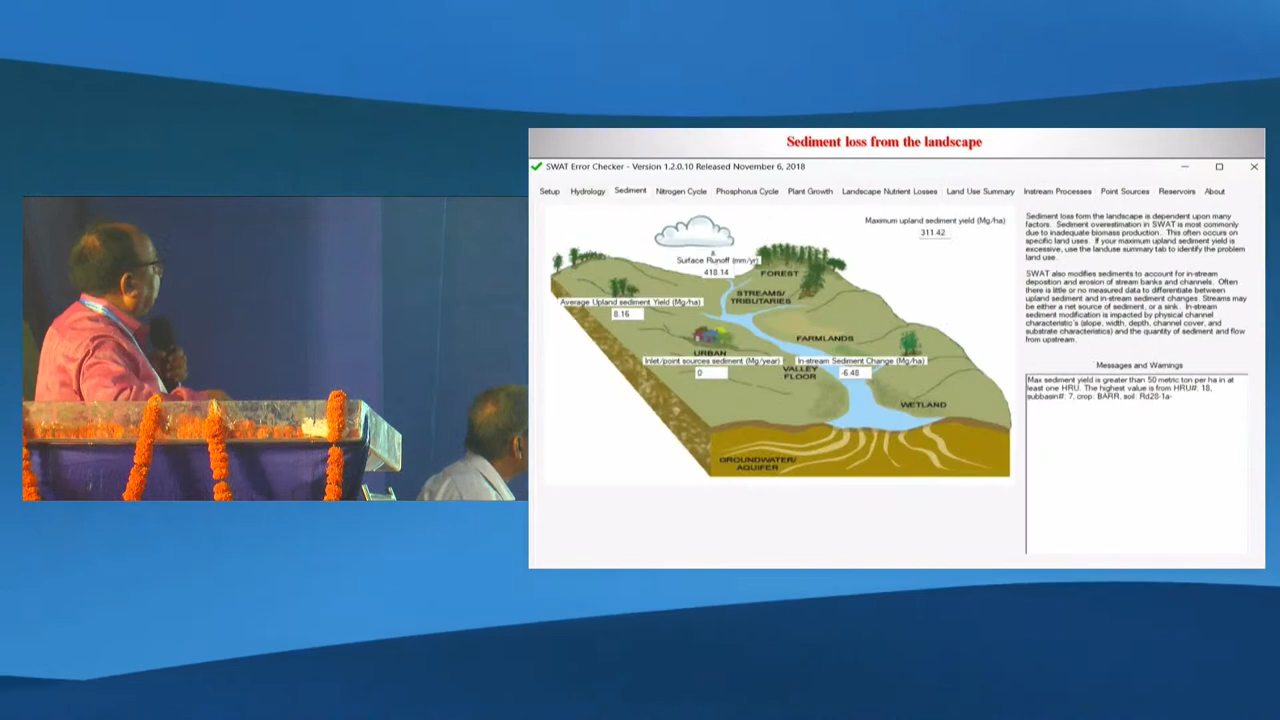 Sediment loss from the landscape
SWAT Error Checker - Version 1.2.0.10 Released November 6, 2018
Setup Hydrology Sediment Nitrogen Cycle Phosphorus Cycle Plant Growth Landscape Nutrient Losses Land Use Summary Instream Processes Point Sources Reservoirs About
Maximum upland sediment yield (Mg/ha)
311.42
Surface Runoff (mm/yr)
418.14
FOREST
STREAMS/
TRIBUTARIES
Average Upland sediment Yield (Mg/ha)
8.16
FARMLANDS
URBAN
Inlet/point sources sediment (Mg/year)
0
In-stream Sediment Change (Mg/ha)
-6.48
VALLEY
FLOOR
WETLAND
GROUNDWATER/
AQUIFER
Sediment loss form the landscape is dependent upon many
factors. Sediment overestimation in SWAT is most commonly
due to inadequate biomass production. This often occurs on
specific land uses. If your maximum upland sediment yield is
excessive, use the landuse summary tab to identify the problem
land use.
SWAT also modifies sediments to account for in-stream
deposition and erosion of stream banks and channels. Often
there is little or no measured data to differentiate between
upland sediment and in-stream sediment changes. Streams may
be either a net source of sediment, or a sink. In-stream
sediment modification is impacted by physical channel
characteristic's (slope, width, depth, channel cover, and
substrate characteristics) and the quantity of sediment and flow
from upstream.
Messages and Warnings
Max sediment yield is greater than 50 metric ton per ha in at
least one HRU. The highest value is from HRU#: 18,
subbasin#: 7, crop: BARR, soil: Rd28-1a-